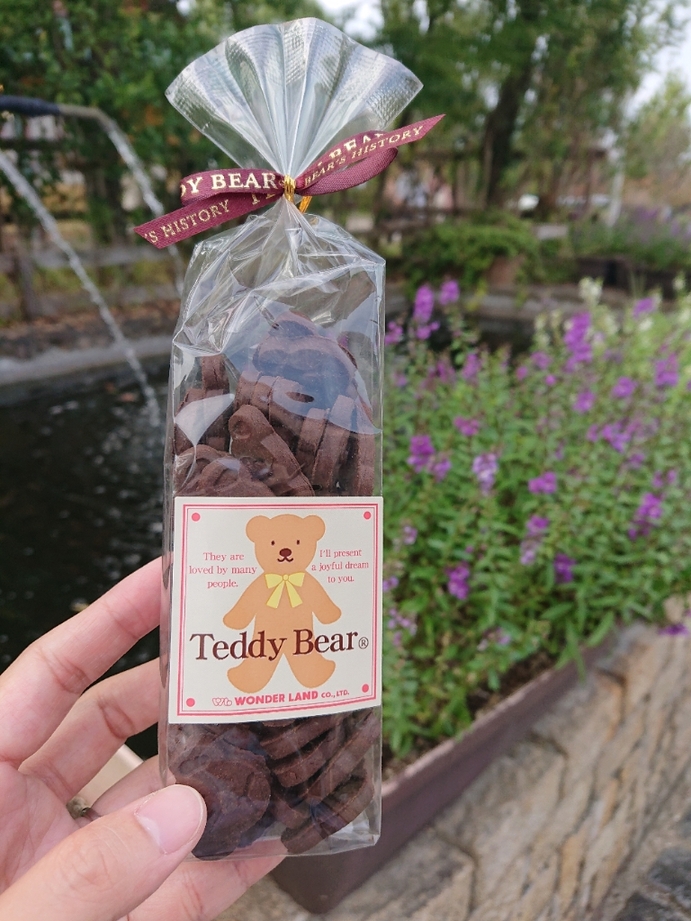 DY BEAR'S
BEAR'S HISTORY
'S HISTORY
They are
loved by many
people.
I'll present
a joyful dream
to you.
Teddy Bear®
WONDER LAND CO., LTD.